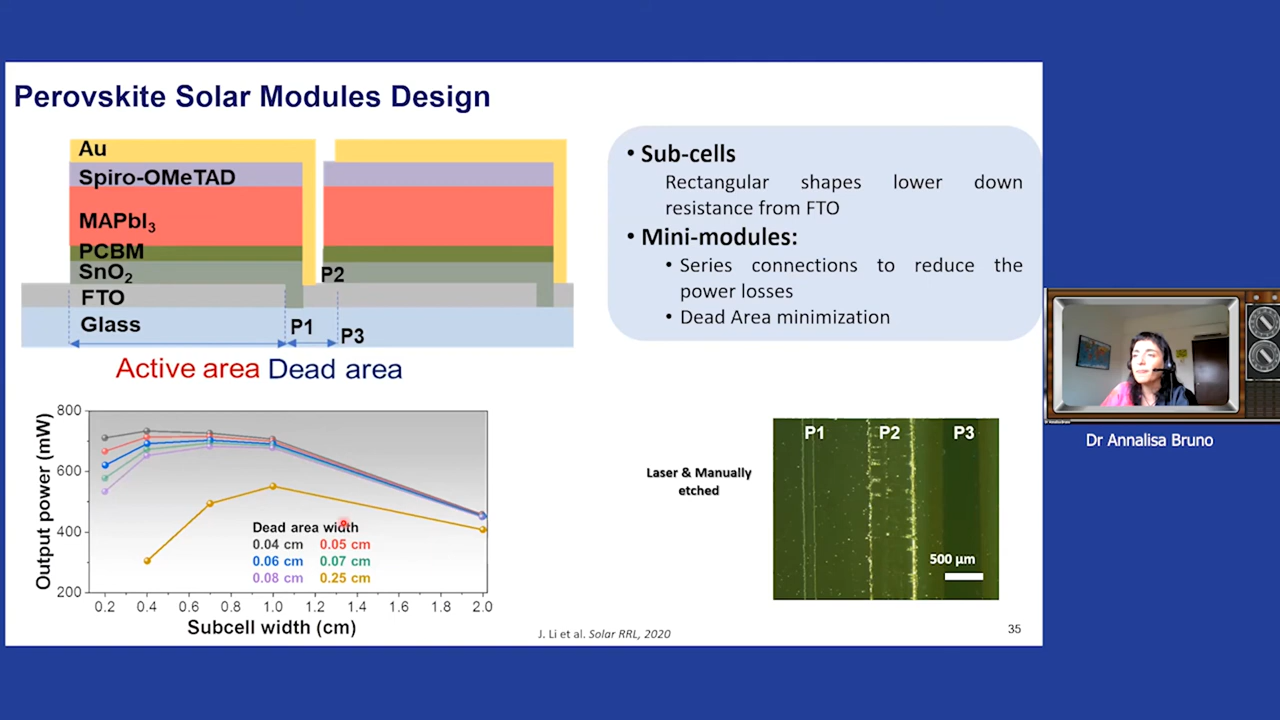 Perovskite Solar Modules Design
Au
Spiro-OMeTAD
MAPbI3
PCBM
SnO2
FTO
Glass
P2
P1
P3
Active area Dead area
• Sub-cells
Rectangular shapes lower down
resistance from FTO
• Mini-modules:
• Series connections to reduce the
power losses
• Dead Area minimization
Output power (mW)
800
600
400
200
Dead area width
0.04 cm 0.05 cm
0.06 cm 0.07 cm
0.08 cm 0.25 cm
0.2 0.4 0.6 0.8 1.0 1.2 1.4 1.6 1.8 2.0
Subcell width (cm)
Laser & Manually
etched
P1 P2 P3
500 µm
J. Li et al. Solar RRL, 2020
35
Dr Annalisa Bruno